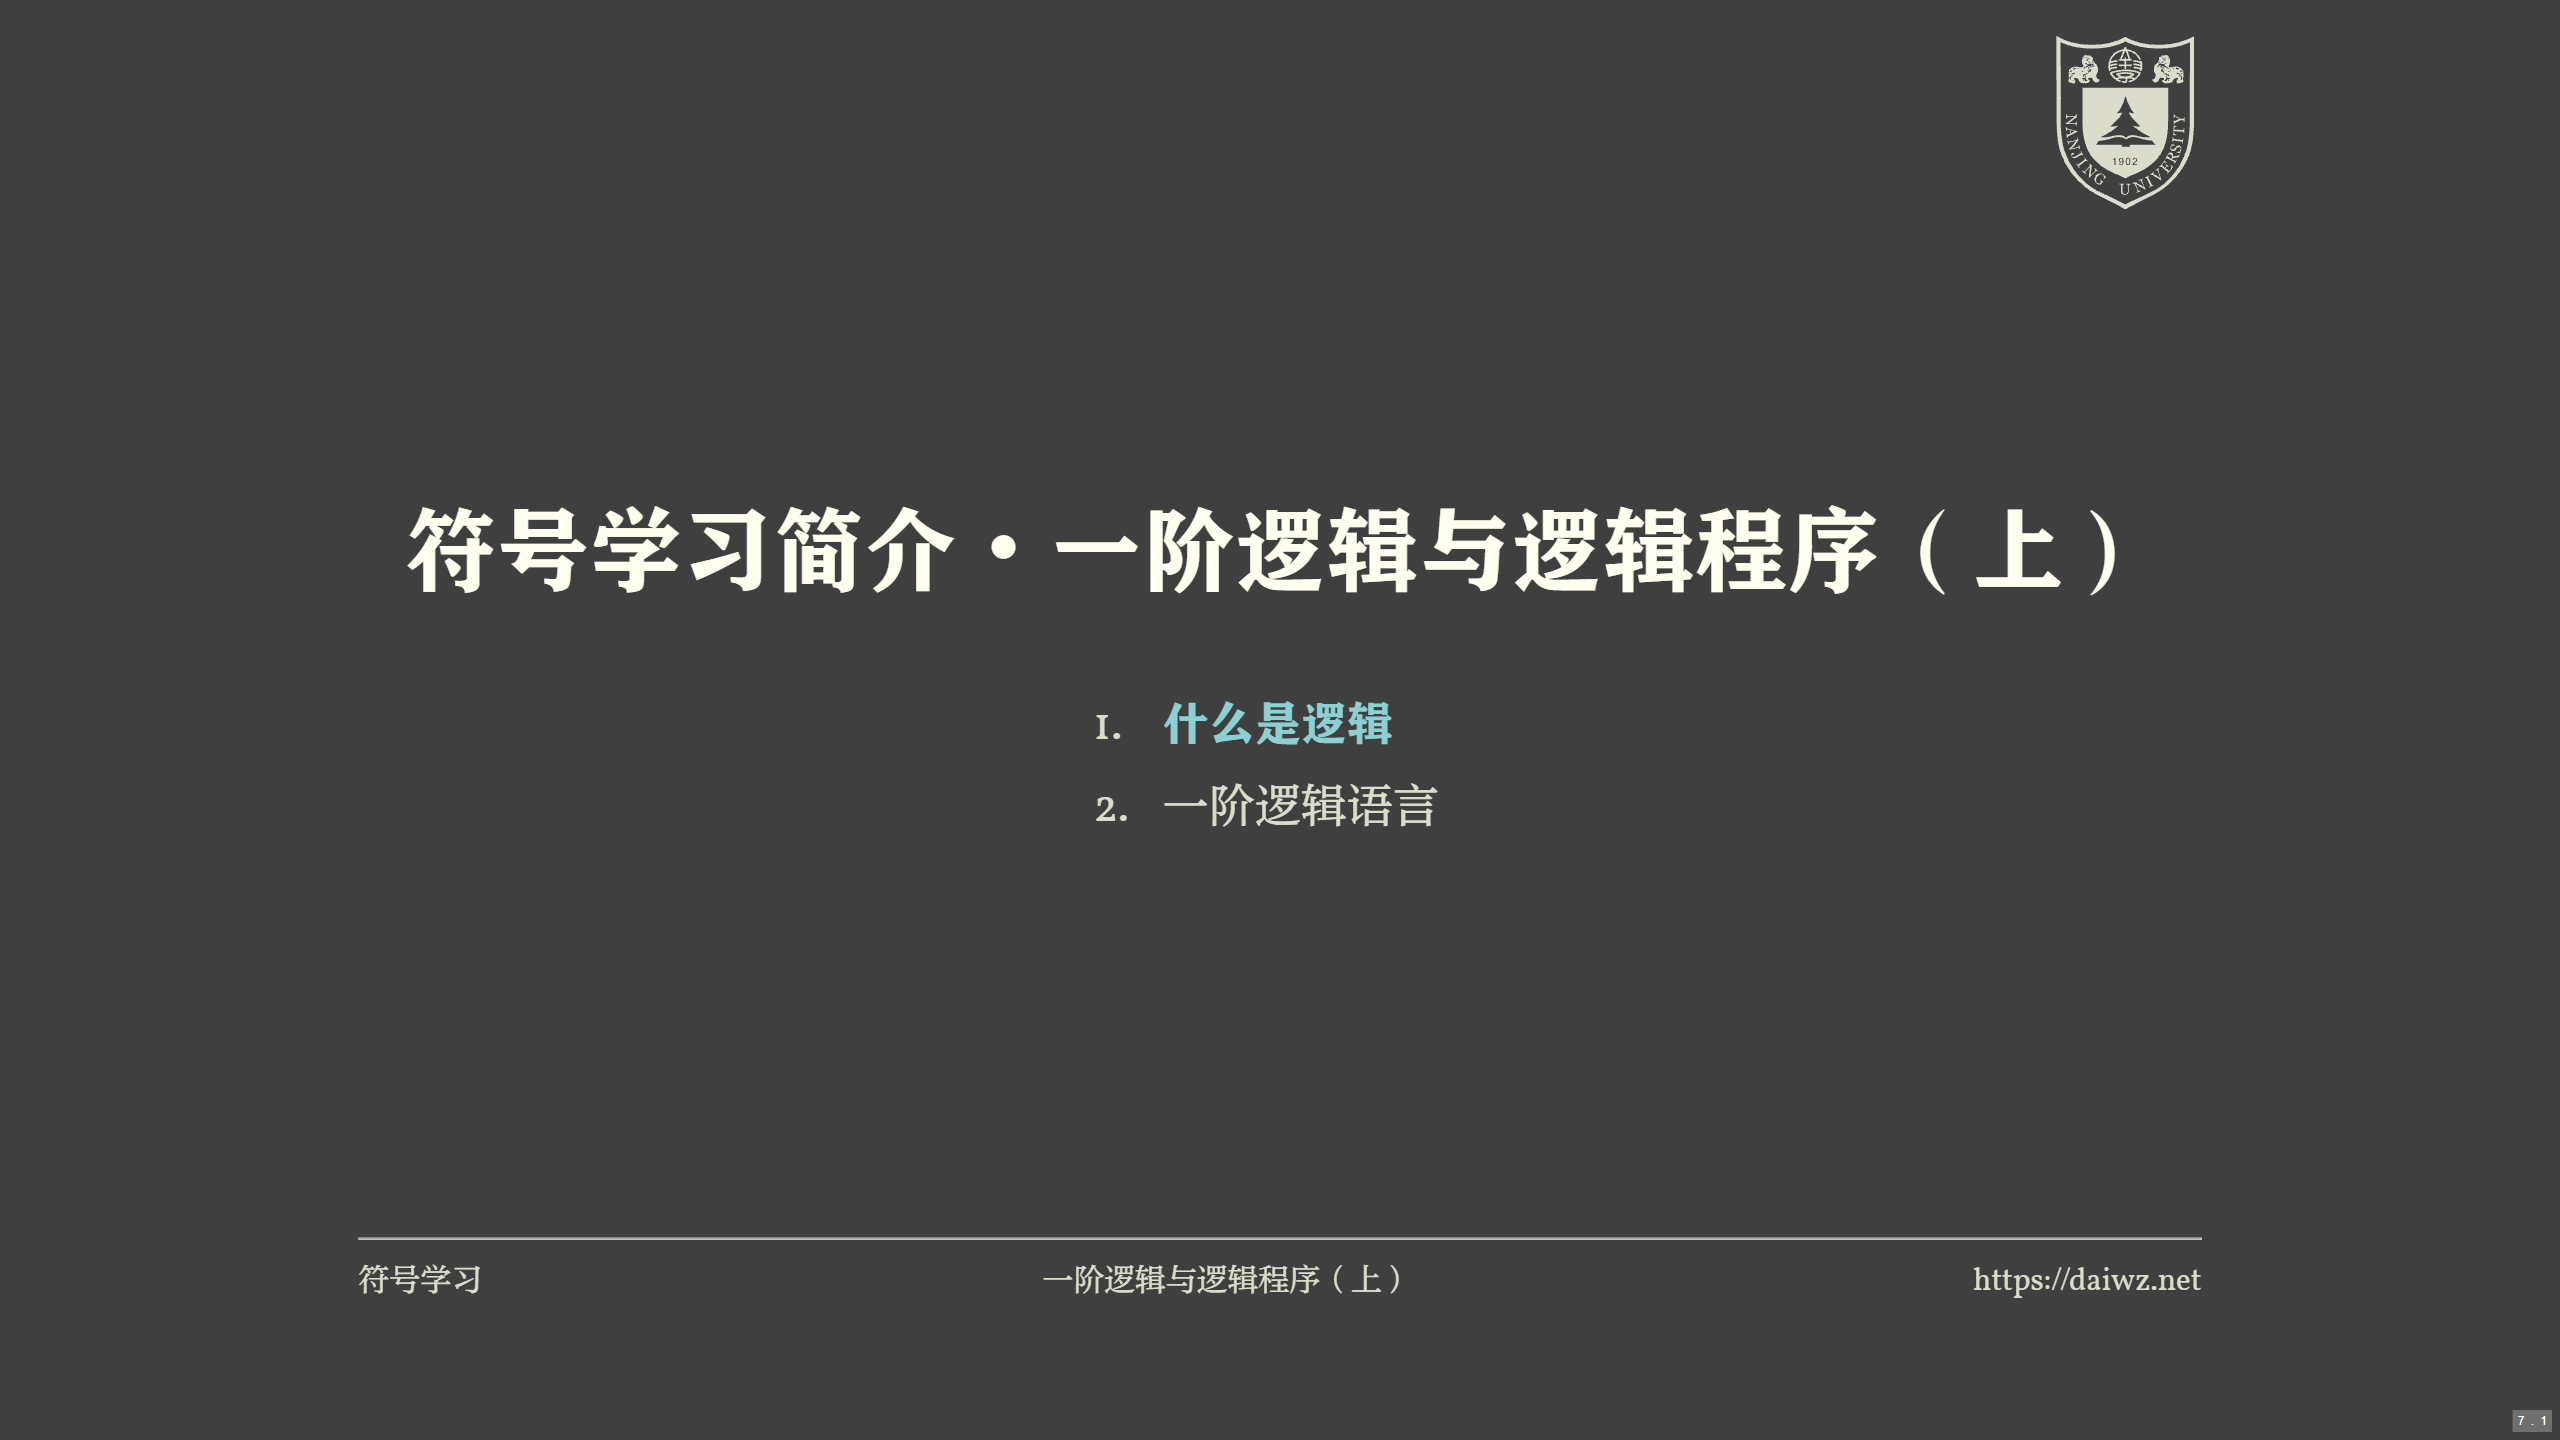 NANJING UNIVERSITY
1902
符号学习简介·一阶逻辑与逻辑程序（上）
1. 什么是逻辑
2. 一阶逻辑语言
符号学习
一阶逻辑与逻辑程序（上）
https://daiwz.net
7 . 1